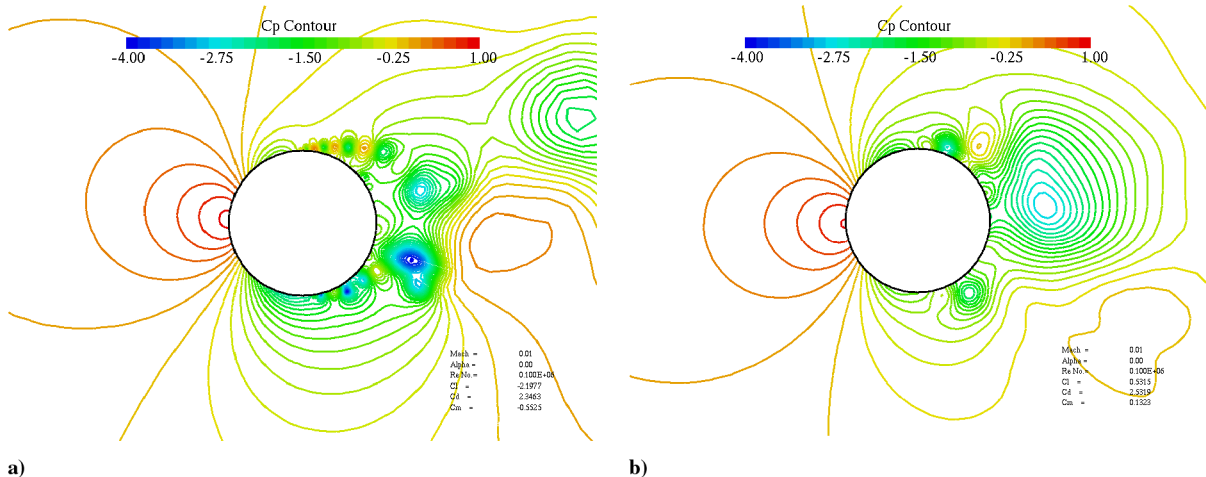 Cp Contour
-4.00 -2.75 -1.50 -0.25 1.00
Mach = 0.01
Alpha = 0.00
Re No.= 0.100E+06
Cl = -2.1977
Cd = 2.3463
Cm = -0.5525
a)
Cp Contour
-4.00 -2.75 -1.50 -0.25 1.00
Mach = 0.01
Alpha = 0.00
Re No.= 0.100E+06
Cl = 0.5315
Cd = 2.5319
Cm = 0.1323
b)